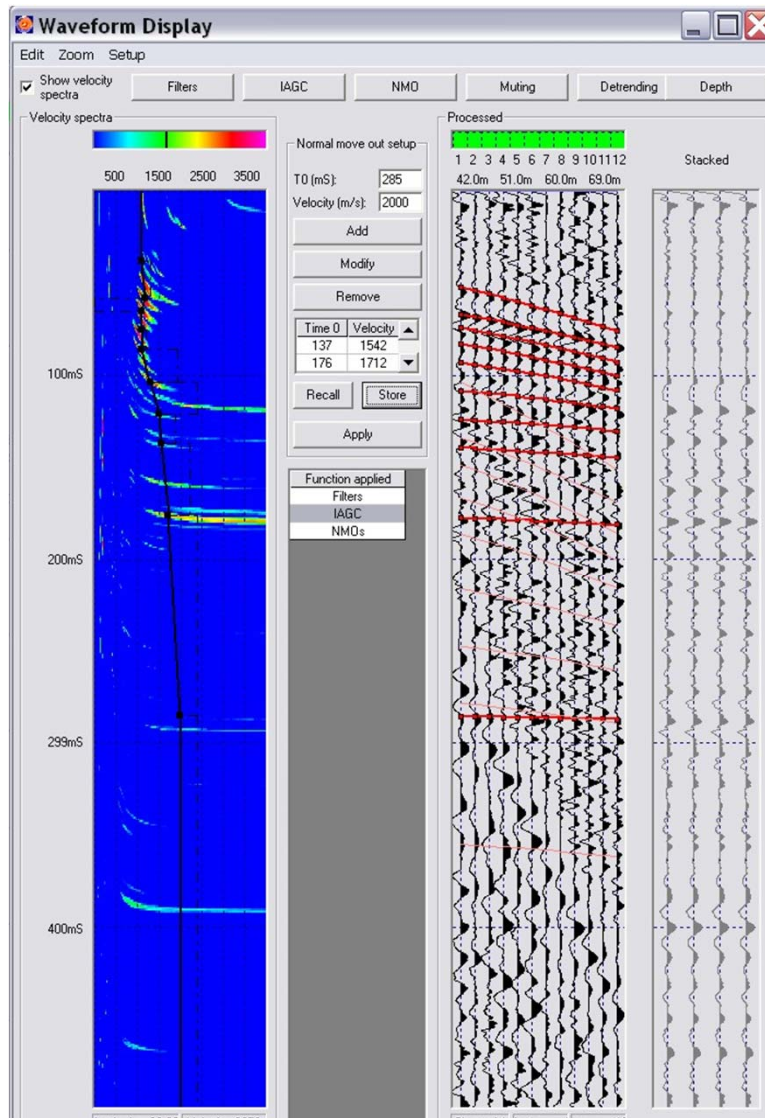 Waveform Display
Edit Zoom Setup
Show velocity spectra
Filters
IAGC
NMO
Muting
Detrending
Depth
Velocity spectra
500 1500 2500 3500
100mS
200mS
299mS
400mS
Normal move out setup
T0 (mS): 285
Velocity (m/s): 2000
Add
Modify
Remove
Time 0 Velocity
137 1542
176 1712
Recall Store
Apply
Function applied
Filters
IAGC
NMOs
Processed
1 2 3 4 5 6 7 8 9 10 11 12
42.0m 51.0m 60.0m 69.0m
Stacked